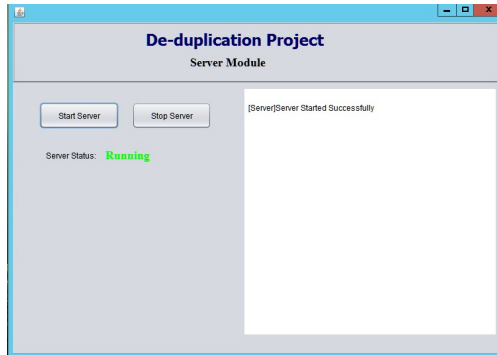 De-duplication Project
Server Module
Start Server
Stop Server
[Server]Server Started Successfully
Server Status: Running